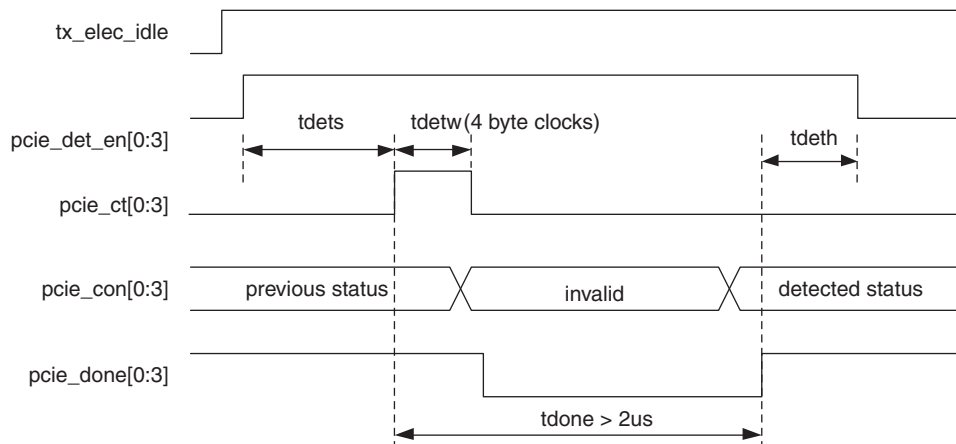 tx_elec_idle
pcie_det_en[0:3]
tdets
tdetw(4 byte clocks)
tdeth
pcie_ct[0:3]
pcie_con[0:3]
previous status
invalid
detected status
pcie_done[0:3]
tdone > 2us